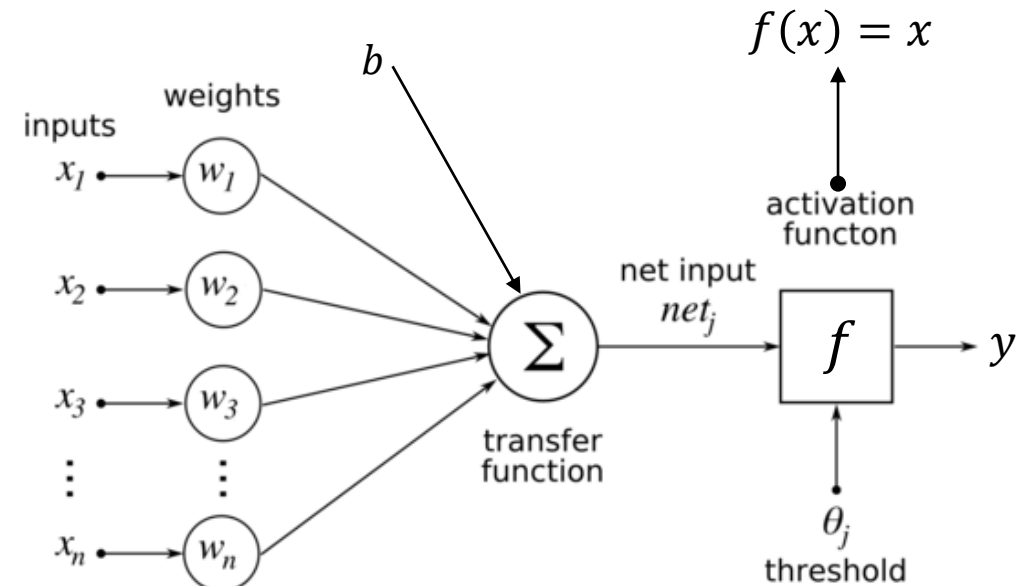 f(x) = x
b
weights
inputs
x₁
w₁
activation
functon
x₂
w₂
net input
netⱼ
Σ
f
y
x₃
w₃
transfer
function
⋮
⋮
θⱼ
xₙ
wₙ
threshold